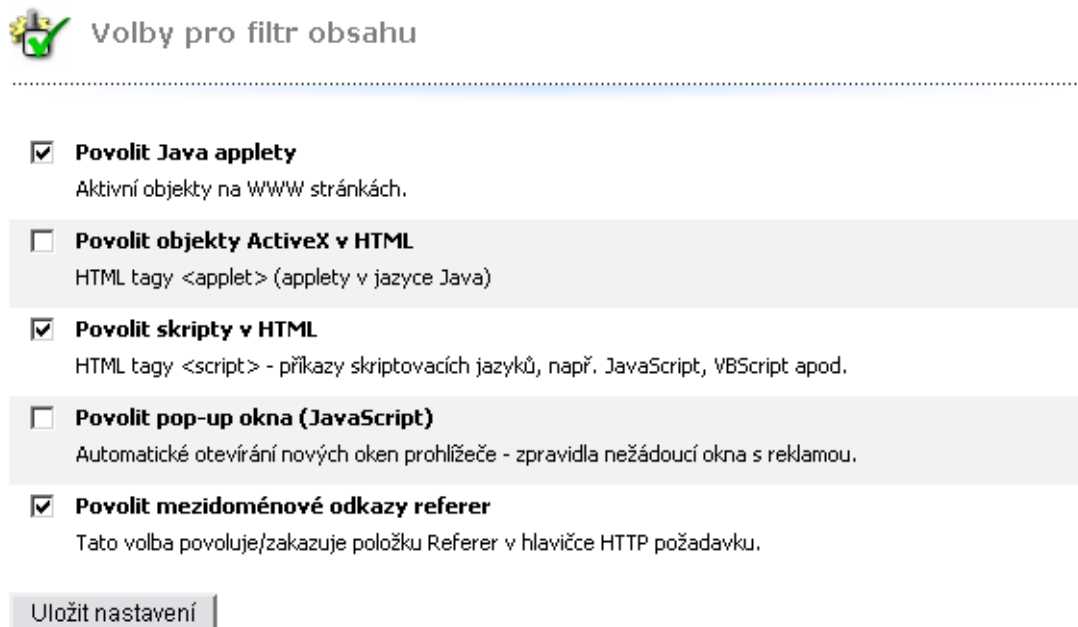 Volby pro filtr obsahu
Povolit Java applety
Aktivní objekty na WWW stránkách.
Povolit objekty ActiveX v HTML
HTML tagy <applet> (applety v jazyce Java)
Povolit skripty v HTML
HTML tagy <script> - příkazy skriptovacích jazyků, např. JavaScript, VBScript apod.
Povolit pop-up okna (JavaScript)
Automatické otevírání nových oken prohlížeče - zpravidla nežádoucí okna s reklamou.
Povolit mezidoménové odkazy referer
Tato volba povoluje/zakazuje položku Referer v hlavičce HTTP požadavku.
Uložit nastavení